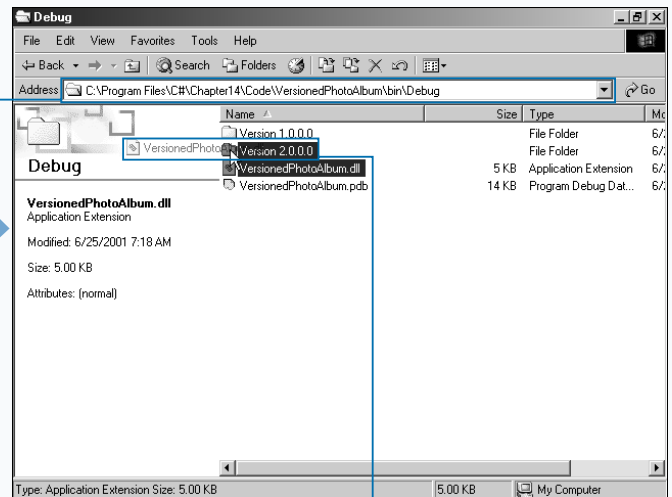 Debug
File Edit View Favorites Tools Help
Back Search Folders
Address C:\Program Files\C#\Chapter14\Code\VersionedPhotoAlbum\bin\Debug Go
Name Size Type
Version 1.0.0.0 File Folder 6/
VersionedPhoto Version 2.0.0.0 File Folder 6/
Debug VersionedPhotoAlbum.dll 5 KB Application Extension 6/
VersionedPhotoAlbum.pdb 14 KB Program Debug Dat... 6/
VersionedPhotoAlbum.dll
Application Extension
Modified: 6/25/2001 7:18 AM
Size: 5.00 KB
Attributes: (normal)
Type: Application Extension Size: 5.00 KB 5.00 KB My Computer